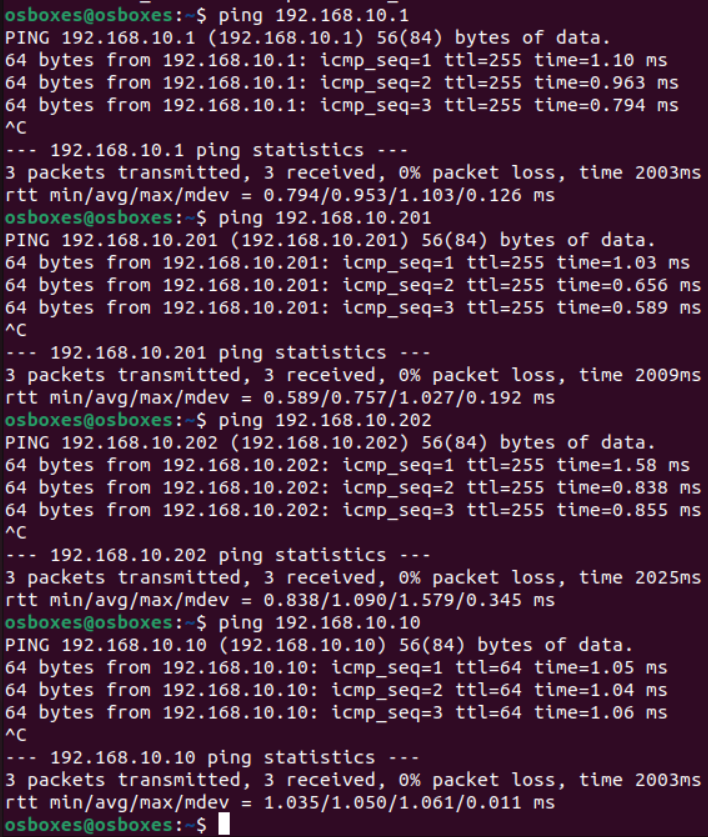 osboxes@osboxes:~$ ping 192.168.10.1
PING 192.168.10.1 (192.168.10.1) 56(84) bytes of data.
64 bytes from 192.168.10.1: icmp_seq=1 ttl=255 time=1.10 ms
64 bytes from 192.168.10.1: icmp_seq=2 ttl=255 time=0.963 ms
64 bytes from 192.168.10.1: icmp_seq=3 ttl=255 time=0.794 ms
^C
--- 192.168.10.1 ping statistics ---
3 packets transmitted, 3 received, 0% packet loss, time 2003ms
rtt min/avg/max/mdev = 0.794/0.953/1.103/0.126 ms
osboxes@osboxes:~$ ping 192.168.10.201
PING 192.168.10.201 (192.168.10.201) 56(84) bytes of data.
64 bytes from 192.168.10.201: icmp_seq=1 ttl=255 time=1.03 ms
64 bytes from 192.168.10.201: icmp_seq=2 ttl=255 time=0.656 ms
64 bytes from 192.168.10.201: icmp_seq=3 ttl=255 time=0.589 ms
^C
--- 192.168.10.201 ping statistics ---
3 packets transmitted, 3 received, 0% packet loss, time 2009ms
rtt min/avg/max/mdev = 0.589/0.757/1.027/0.192 ms
osboxes@osboxes:~$ ping 192.168.10.202
PING 192.168.10.202 (192.168.10.202) 56(84) bytes of data.
64 bytes from 192.168.10.202: icmp_seq=1 ttl=255 time=1.58 ms
64 bytes from 192.168.10.202: icmp_seq=2 ttl=255 time=0.838 ms
64 bytes from 192.168.10.202: icmp_seq=3 ttl=255 time=0.855 ms
^C
--- 192.168.10.202 ping statistics ---
3 packets transmitted, 3 received, 0% packet loss, time 2025ms
rtt min/avg/max/mdev = 0.838/1.090/1.579/0.345 ms
osboxes@osboxes:~$ ping 192.168.10.10
PING 192.168.10.10 (192.168.10.10) 56(84) bytes of data.
64 bytes from 192.168.10.10: icmp_seq=1 ttl=64 time=1.05 ms
64 bytes from 192.168.10.10: icmp_seq=2 ttl=64 time=1.04 ms
64 bytes from 192.168.10.10: icmp_seq=3 ttl=64 time=1.06 ms
^C
--- 192.168.10.10 ping statistics ---
3 packets transmitted, 3 received, 0% packet loss, time 2003ms
rtt min/avg/max/mdev = 1.035/1.050/1.061/0.011 ms
osboxes@osboxes:~$